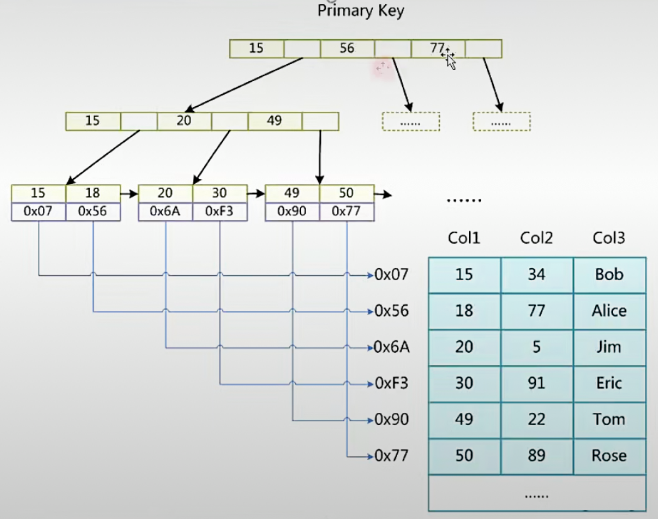 Primary Key
15 56 77
15 20 49
...... ......
15 18 20 30 49 50
0x07 0x56 0x6A 0xF3 0x90 0x77
......
Col1 Col2 Col3
0x07 15 34 Bob
0x56 18 77 Alice
0x6A 20 5 Jim
0xF3 30 91 Eric
0x90 49 22 Tom
0x77 50 89 Rose
......